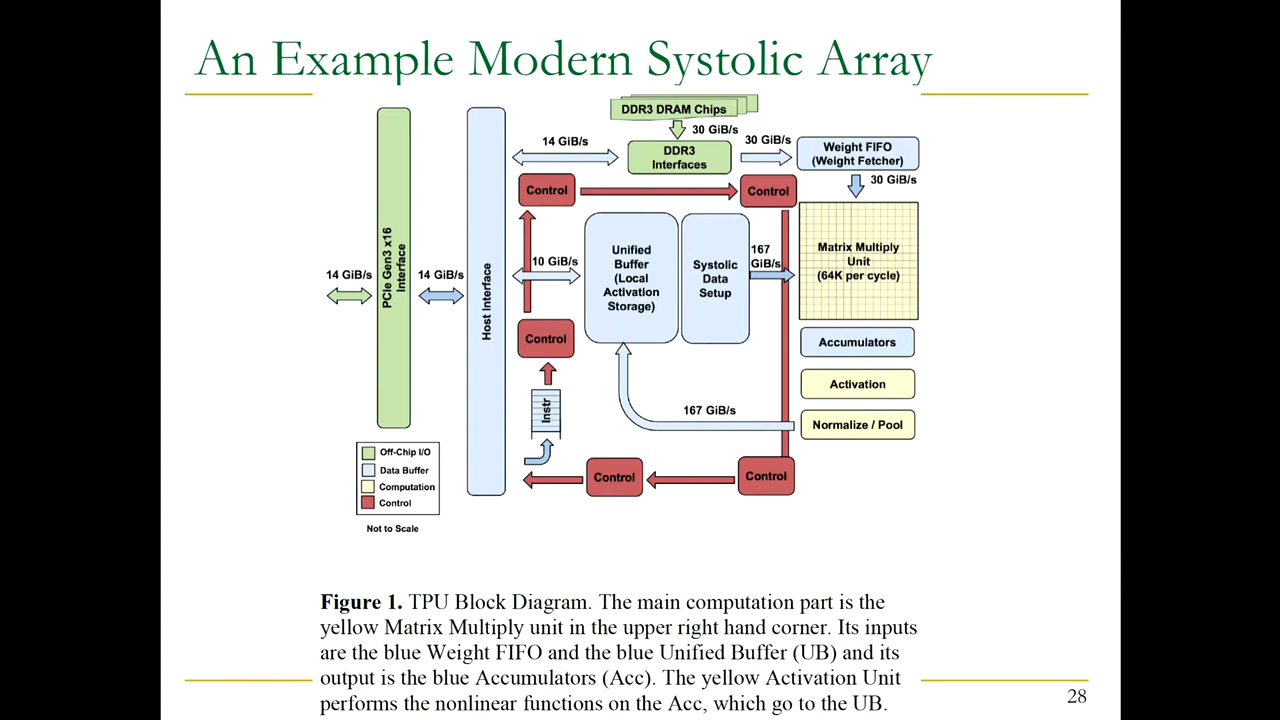 An Example Modern Systolic Array
DDR3 DRAM Chips
30 GiB/s
14 GiB/s
DDR3
Interfaces
30 GiB/s
Weight FIFO
(Weight Fetcher)
30 GiB/s
Control
Control
PCIe Gen3 x16
Interface
Host Interface
14 GiB/s
14 GiB/s
10 GiB/s
Unified
Buffer
(Local
Activation
Storage)
Systolic
Data
Setup
167
GiB/s
Matrix Multiply
Unit
(64K per cycle)
Control
Accumulators
Activation
Instr
167 GiB/s
Normalize / Pool
Control
Control
Off-Chip I/O
Data Buffer
Computation
Control
Not to Scale
Figure 1. TPU Block Diagram. The main computation part is the
yellow Matrix Multiply unit in the upper right hand corner. Its inputs
are the blue Weight FIFO and the blue Unified Buffer (UB) and its
output is the blue Accumulators (Acc). The yellow Activation Unit
performs the nonlinear functions on the Acc, which go to the UB.
28